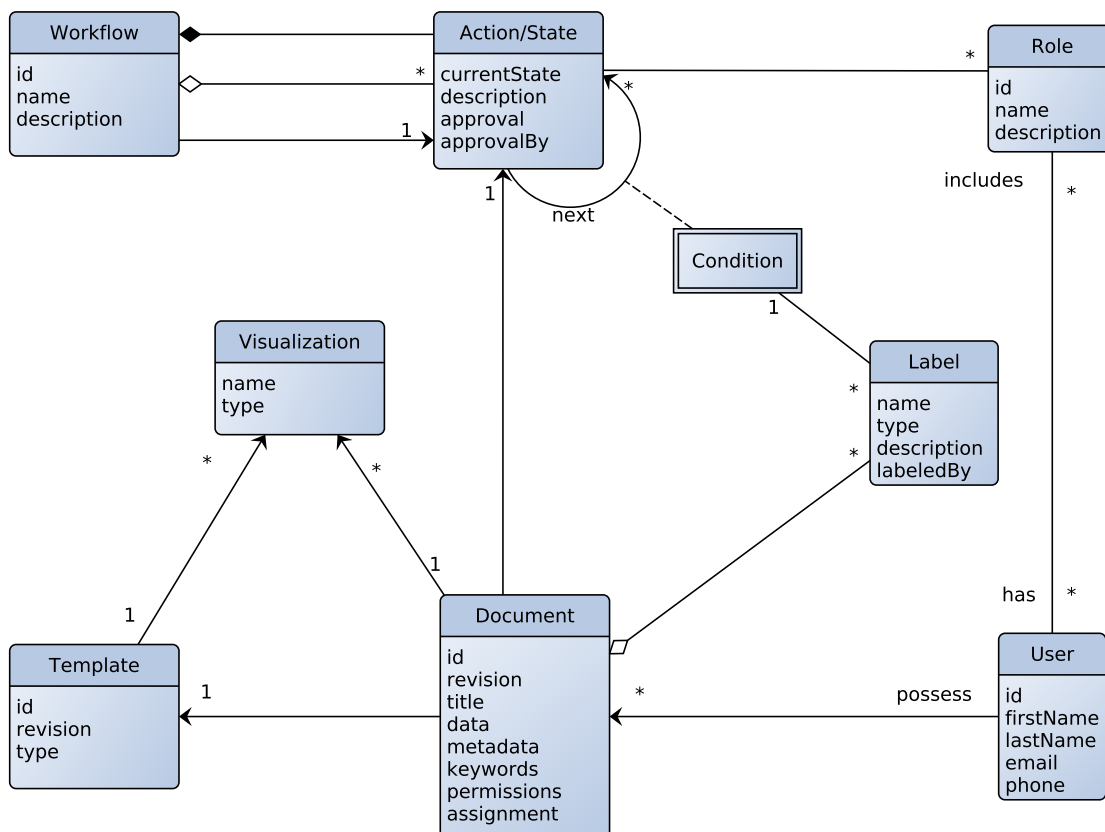 Workflow
id
name
description
Action/State
currentState
description
approval
approvalBy
*
1
*
Role
id
name
description
*
next
1
includes
*
Condition
1
Visualization
name
type
Label
name
type
description
labeledBy
*
*
*
*
1
1
has
*
Template
id
revision
type
1
Document
id
revision
title
data
metadata
keywords
permissions
assignment
*
possess
User
id
firstName
lastName
email
phone